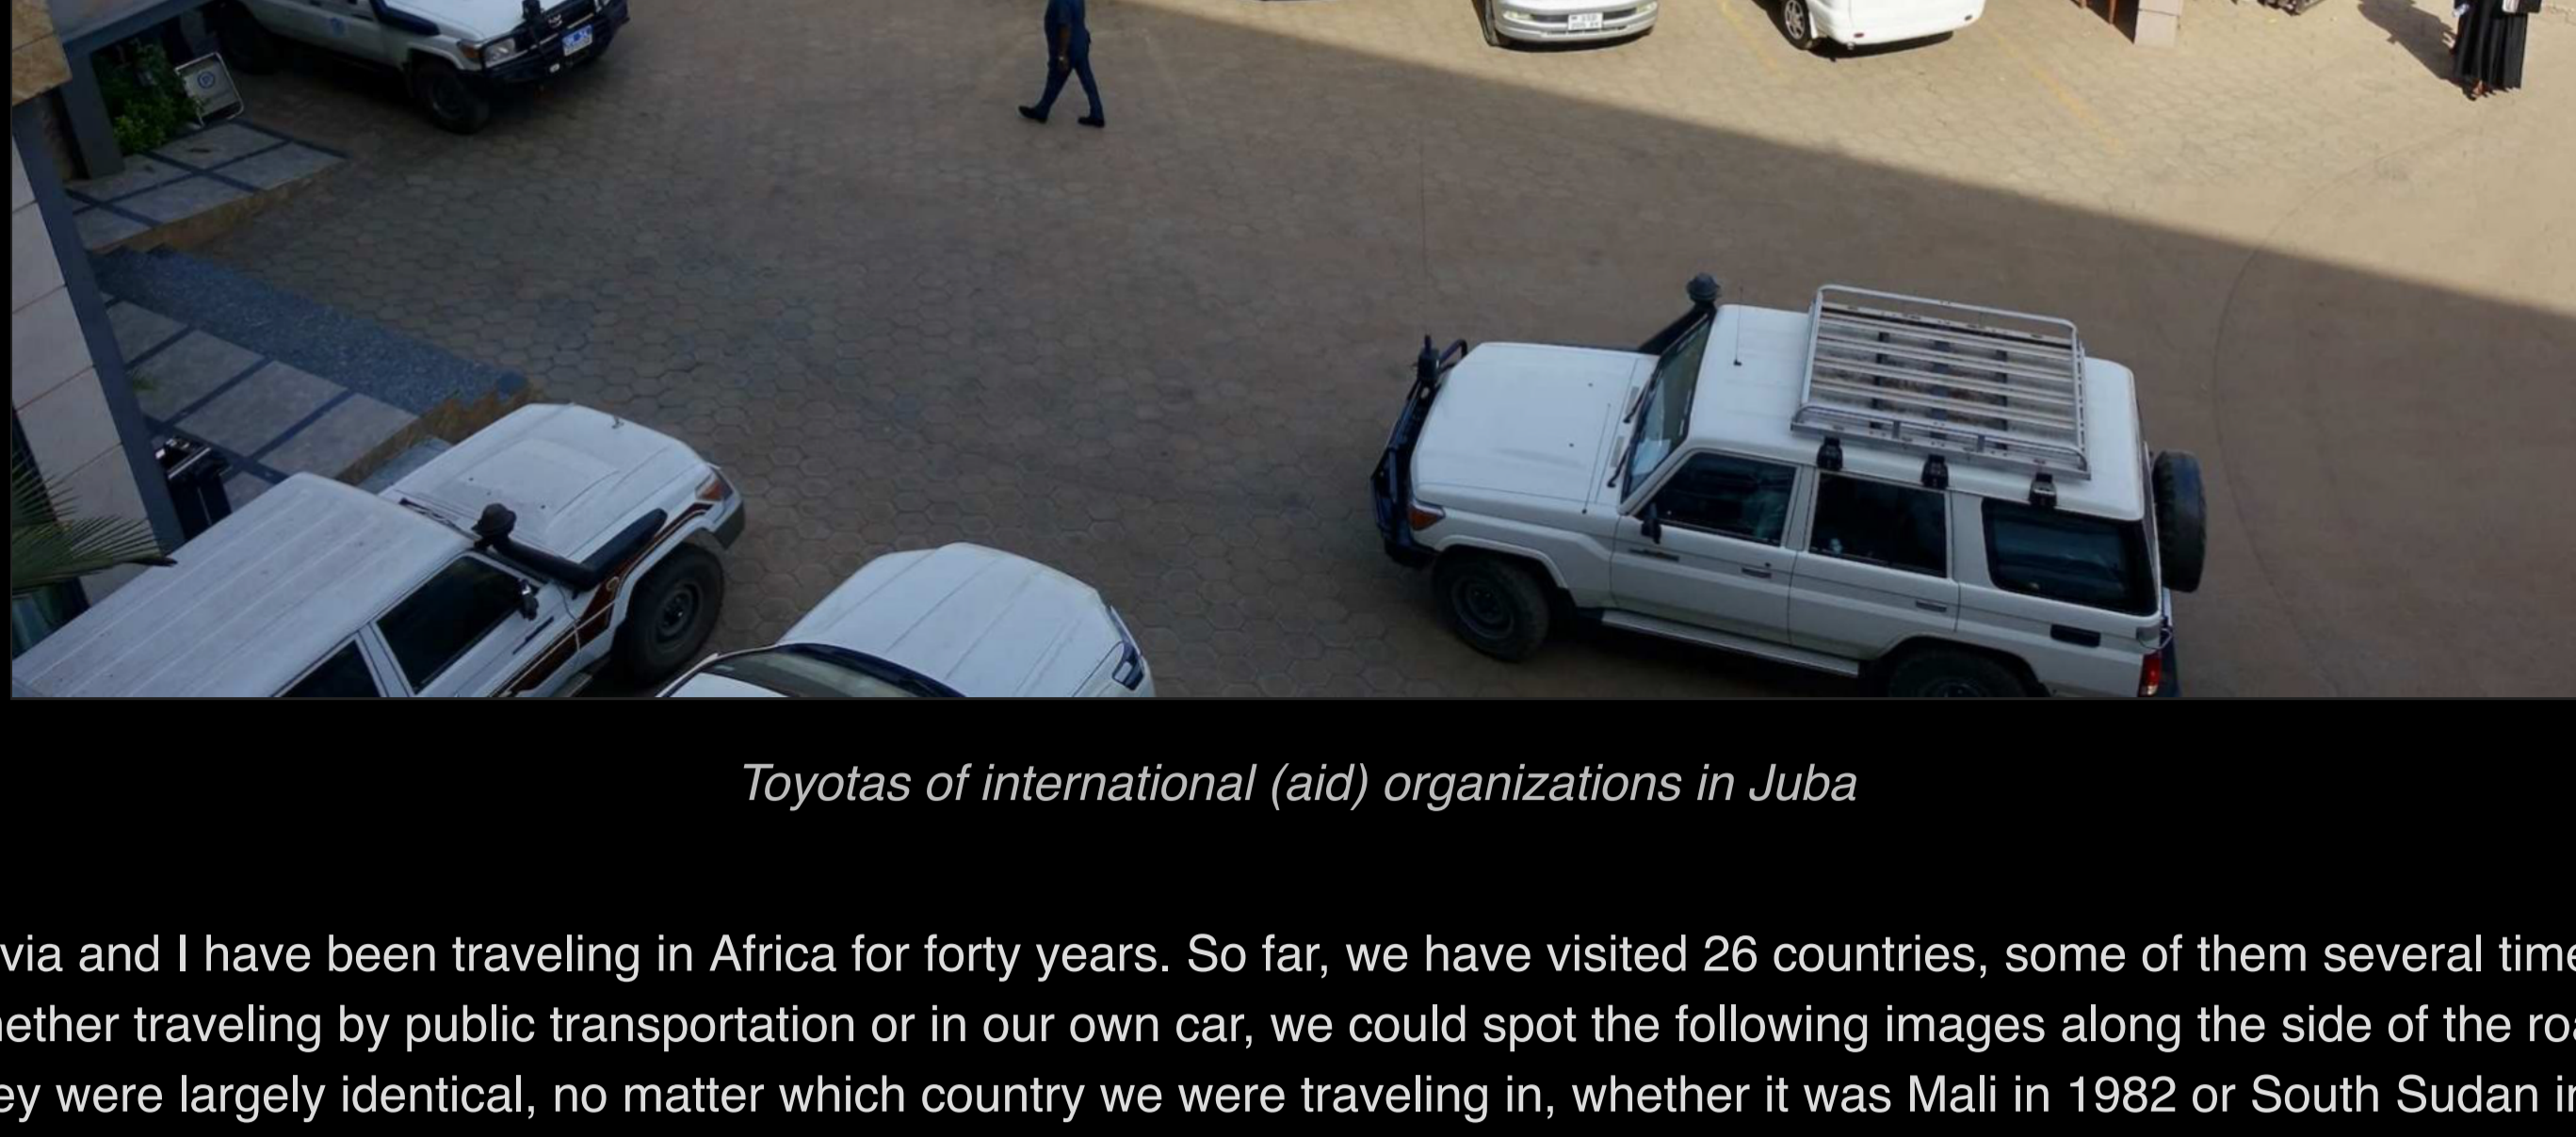 Toyotas of international (aid) organizations in Juba
via and I have been traveling in Africa for forty years. So far, we have visited 26 countries, some of them several time
ether traveling by public transportation or in our own car, we could spot the following images along the side of the roa
ey were largely identical, no matter which country we were traveling in, whether it was Mali in 1982 or South Sudan in